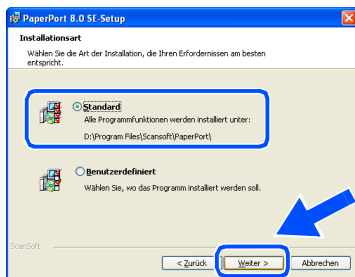 PaperPort 8.0 SE-Setup
Installationsart
Wählen Sie die Art der Installation, die Ihren Erfordernissen am besten
entspricht.
Standard
Alle Programmfunktionen werden installiert unter:
D:\Program Files\Scansoft\PaperPort\
Benutzerdefiniert
Wählen Sie, wo das Programm installiert werden soll.
ScanSoft
< Zurück
Weiter >
Abbrechen